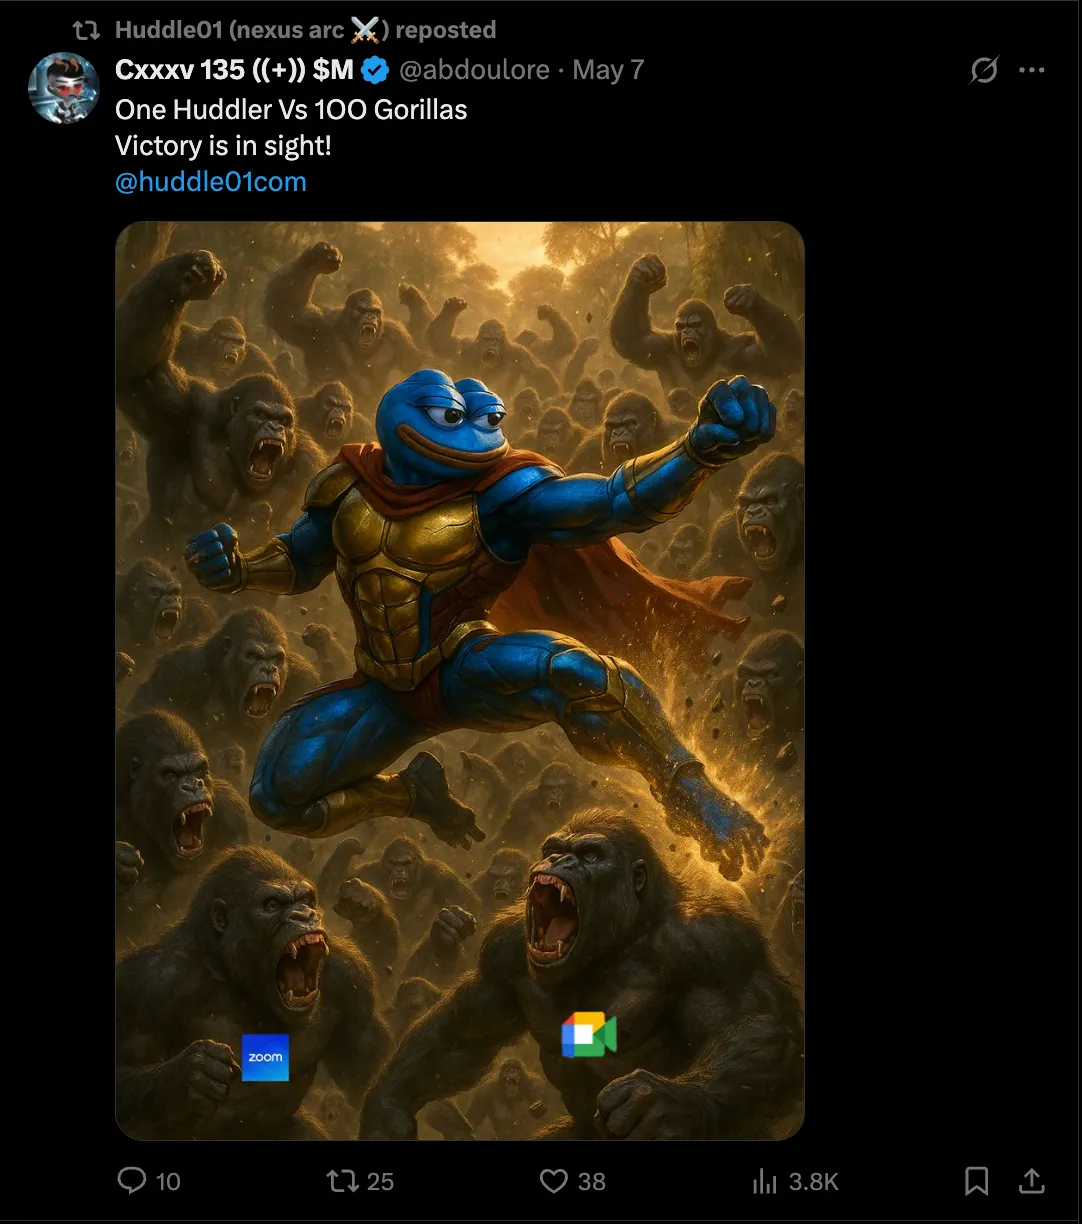 Huddle01 (nexus arc ⚔️) reposted
Cxxxv 135 ((+)) $M @abdoulore · May 7
One Huddler Vs 1OO Gorillas
Victory is in sight!
@huddle01com
zoom
10 25 38 3.8K